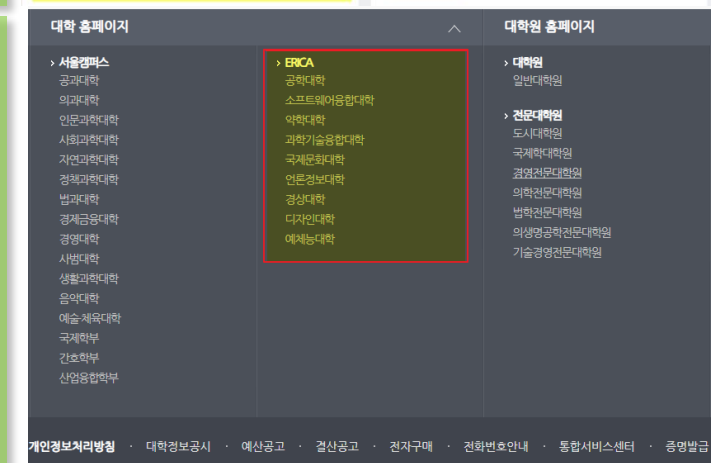 대학 홈페이지
서울캠퍼스
공과대학
의과대학
인문과학대학
사회과학대학
자연과학대학
정책과학대학
법과대학
경제금융대학
경영대학
사범대학
생활과학대학
음악대학
예술·체육대학
국제학부
간호학부
산업융합학부
ERICA
공학대학
소프트웨어융합대학
약학대학
과학기술융합대학
국제문화대학
언론정보대학
경상대학
디자인대학
예체능대학
대학원 홈페이지
대학원
일반대학원
전문대학원
도시대학원
국제학대학원
경영전문대학원
의학전문대학원
법학전문대학원
의생명공학전문대학원
기술경영전문대학원
개인정보처리방침 · 대학정보공시 · 예산공고 · 결산공고 · 전자구매 · 전화번호안내 · 통합서비스센터 · 증명발급